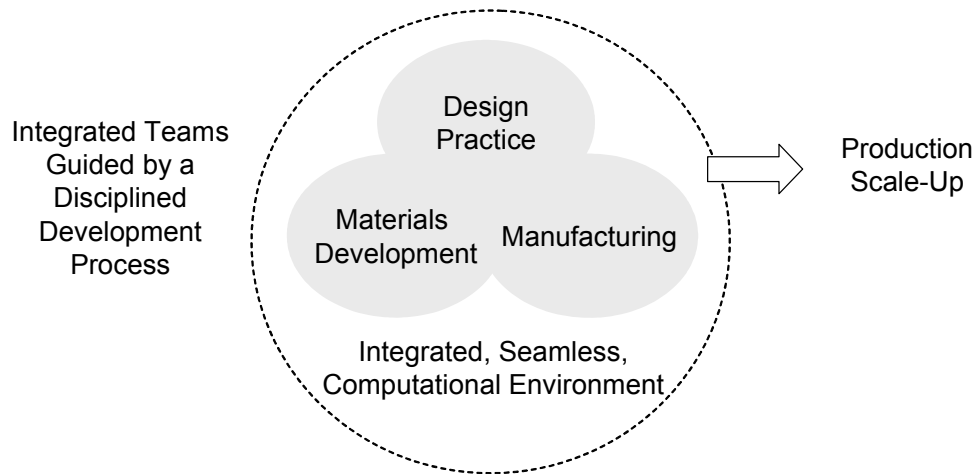 Integrated Teams
Guided by a
Disciplined
Development
Process
Design
Practice
Materials
Development
Manufacturing
Integrated, Seamless,
Computational Environment
Production
Scale-Up